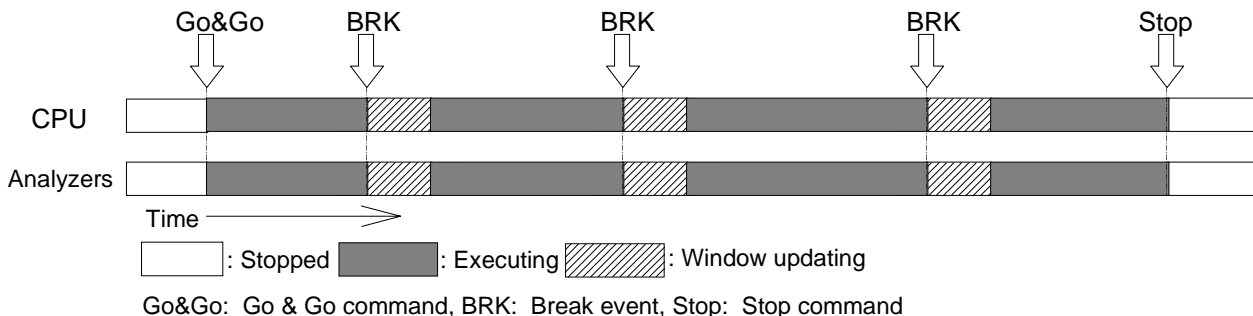 Go&Go BRK BRK BRK Stop
CPU
Analyzers
Time
: Stopped : Executing : Window updating
Go&Go: Go & Go command, BRK: Break event, Stop: Stop command